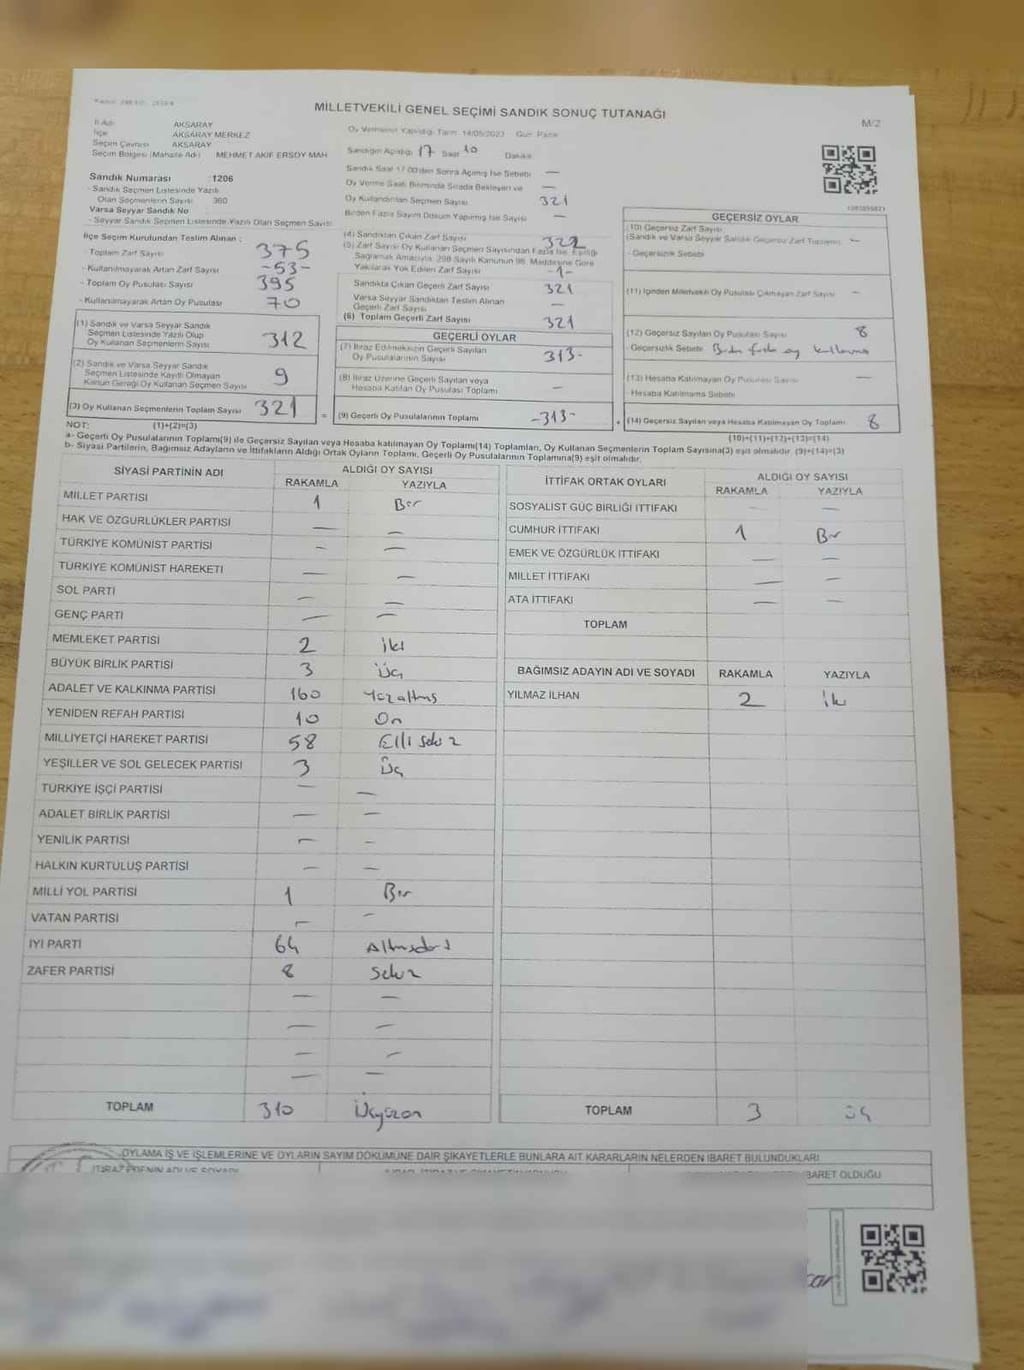 MİLLETVEKİLİ GENEL SEÇİMİ SANDIK SONUÇ TUTANAĞI
M/2
İl Adı AKSARAY
İlçe AKSARAY MERKEZ
Seçim Çevresi AKSARAY
Seçim Bölgesi (Mahalle Adı) MEHMET AKİF ERSOY MAH
Oy Vermenin Yapıldığı Tarih 14/05/2023 Gün Pazar
Sandığın Açıldığı 17 Saat 10 Dakika
Sandık Saat 17.00'den Sonra Açılmış İse Sebebi —
Oy Verme Saati Bitiminde Sırada Bekleyen ve —
Oy Kullandırılan Seçmen Sayısı 321
Birden Fazla Sayım Döküm Yapılmış İse Sayısı —
Sandık Numarası :1206
- Sandık Seçmen Listesinde Yazılı
Olan Seçmenlerin Sayısı 360
Varsa Seyyar Sandık No
- Seyyar Sandık Seçmen Listesinde Yazılı Olan Seçmen Sayısı
İlçe Seçim Kurulundan Teslim Alınan :
- Toplam Zarf Sayısı 375
- Kullanılmayarak Artan Zarf Sayısı -53-
- Toplam Oy Pusulası Sayısı 395
- Kullanılmayarak Artan Oy Pusulası 70
(1) Sandık ve Varsa Seyyar Sandık
Seçmen Listesinde Yazılı Olup
Oy Kullanan Seçmenlerin Sayısı 312
(2) Sandık ve Varsa Seyyar Sandık
Seçmen Listesinde Kayıtlı Olmayan
Kanun Gereği Oy Kullanan Seçmen Sayısı 9
(3) Oy Kullanan Seçmenlerin Toplam Sayısı 321
(4) Sandıktan Çıkan Zarf Sayısı 322
(5) Zarf Sayısı Oy Kullanan Seçmen Sayısından Fazla İse, Eşitliği
Sağlamak Amacıyla, 298 Sayılı Kanunun 98. Maddesine Göre
Yakılarak Yok Edilen Zarf Sayısı -1-
Sandıkta Çıkan Geçerli Zarf Sayısı 321
Varsa Seyyar Sandıktan Teslim Alınan
Geçerli Zarf Sayısı —
(6) Toplam Geçerli Zarf Sayısı 321
GEÇERLİ OYLAR
(7) İtiraz Edilmeksizin Geçerli Sayılan
Oy Pusulalarının Sayısı 313-
(8) İtiraz Üzerine Geçerli Sayılan veya
Hesaba Katılan Oy Pusulası Toplamı —
= (9) Geçerli Oy Pusulalarının Toplamı -313-
GEÇERSİZ OYLAR
(10) Geçersiz Zarf Sayısı
(Sandık ve Varsa Seyyar Sandık Geçersiz Zarf Toplamı) —
- Geçersizlik Sebebi
(11) İçinden Milletvekili Oy Pusulası Çıkmayan Zarf Sayısı —
(12) Geçersiz Sayılan Oy Pusulası Sayısı 8
- Geçersizlik Sebebi Birden fazla oy kullanma
(13) Hesaba Katılmayan Oy Pusulası Sayısı —
- Hesaba Katılmama Sebebi
+ (14) Geçersiz Sayılan veya Hesaba Katılmayan Oy Toplamı 8
NOT: (1)+(2)=(3) (10)+(11)+(12)+(13)=(14)
a- Geçerli Oy Pusulalarının Toplamı(9) ile Geçersiz Sayılan veya Hesaba katılmayan Oy Toplamı(14) Toplamları, Oy Kullanan Seçmenlerin Toplam Sayısına(3) eşit olmalıdır. (9)+(14)=(3)
b- Siyasi Partilerin, Bağımsız Adayların ve İttifakların Aldığı Ortak Oyların Toplamı, Geçerli Oy Pusulalarının Toplamına(9) eşit olmalıdır.
SİYASİ PARTİNİN ADI ALDIĞI OY SAYISI
RAKAMLA YAZIYLA
MİLLET PARTİSİ 1 Bir
HAK VE ÖZGÜRLÜKLER PARTİSİ — —
TÜRKİYE KOMÜNİST PARTİSİ — —
TÜRKİYE KOMÜNİST HAREKETİ — —
SOL PARTİ — —
GENÇ PARTİ — —
MEMLEKET PARTİSİ 2 İki
BÜYÜK BİRLİK PARTİSİ 3 Üç
ADALET VE KALKINMA PARTİSİ 160 Yüzaltmış
YENİDEN REFAH PARTİSİ 10 On
MİLLİYETÇİ HAREKET PARTİSİ 58 Elli Sekiz
YEŞİLLER VE SOL GELECEK PARTİSİ 3 Üç
TÜRKİYE İŞÇİ PARTİSİ — —
ADALET BİRLİK PARTİSİ — —
YENİLİK PARTİSİ — —
HALKIN KURTULUŞ PARTİSİ — —
MİLLİ YOL PARTİSİ 1 Bir
VATAN PARTİSİ — —
İYİ PARTİ 64 Altmışdört
ZAFER PARTİSİ 8 Sekiz
— —
— —
— —
— —
TOPLAM 310 Üçyüzon
İTTİFAK ORTAK OYLARI ALDIĞI OY SAYISI
RAKAMLA YAZIYLA
SOSYALİST GÜÇ BİRLİĞİ İTTİFAKI — —
CUMHUR İTTİFAKI 1 Bir
EMEK VE ÖZGÜRLÜK İTTİFAKI — —
MİLLET İTTİFAKI — —
ATA İTTİFAKI — —
TOPLAM
BAĞIMSIZ ADAYIN ADI VE SOYADI RAKAMLA YAZIYLA
YILMAZ İLHAN 2 İki
TOPLAM 3 üç
OYLAMA İŞ VE İŞLEMLERİNE VE OYLARIN SAYIM DÖKÜMÜNE DAİR ŞİKAYETLERLE BUNLARA AİT KARARLARIN NELERDEN İBARET BULUNDUKLARI
İTİRAZ EDENİN ADI VE SOYADI
İBARET OLDUĞU